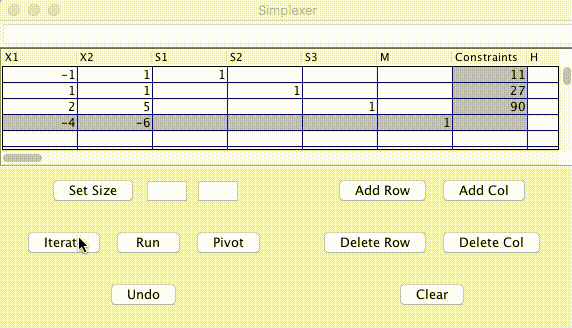 Simplexer
X1 X2 S1 S2 S3 M Constraints H
-1 1 1 11
1 1 1 27
2 5 1 90
-4 -6 1
Set Size Add Row Add Col
Iterat Run Pivot Delete Row Delete Col
Undo Clear